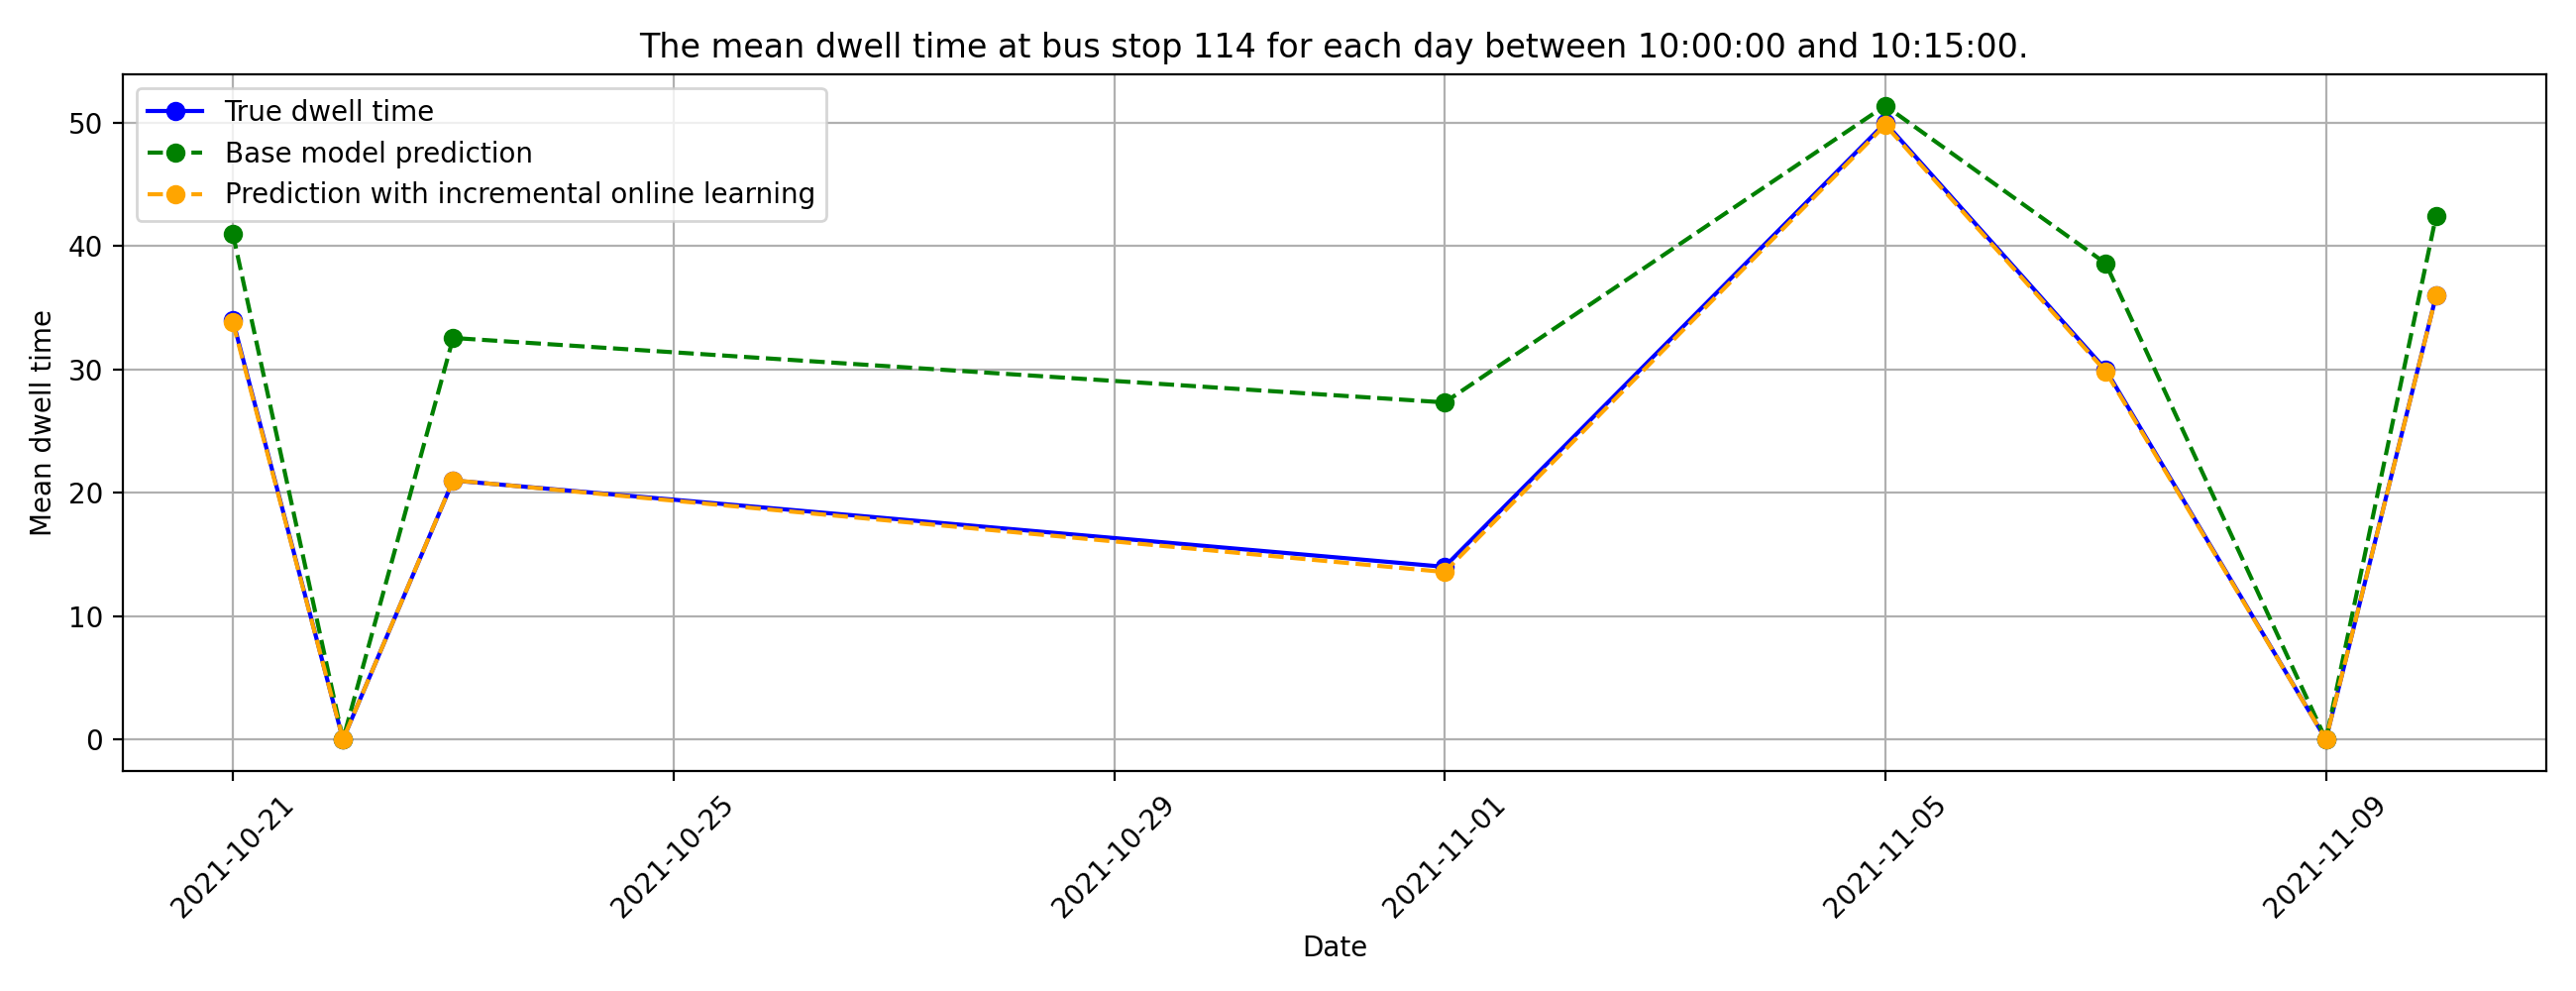 The mean dwell time at bus stop 114 for each day between 10:00:00 and 10:15:00.
True dwell time
Base model prediction
Prediction with incremental online learning
Mean dwell time
50
40
30
20
10
0
2021-10-21
2021-10-25
2021-10-29
2021-11-01
2021-11-05
2021-11-09
Date